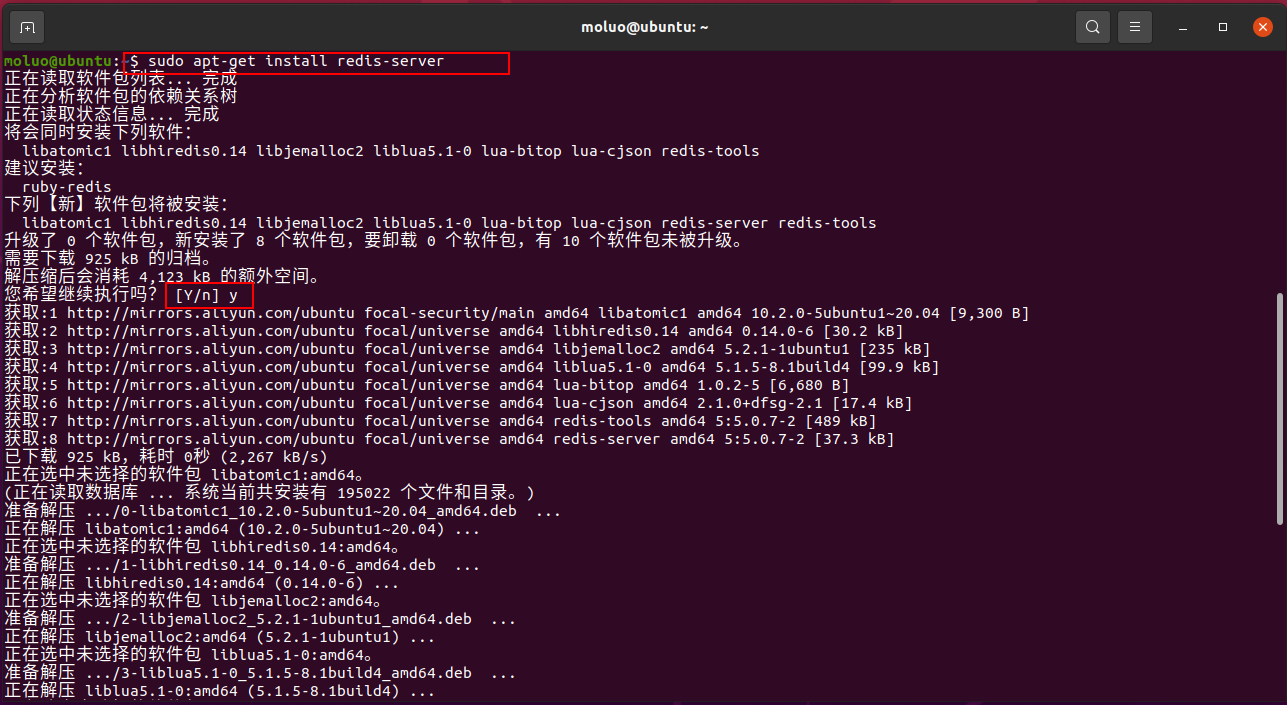 moluo@ubuntu: ~
moluo@ubuntu:~$ sudo apt-get install redis-server
正在读取软件包列表... 完成
正在分析软件包的依赖关系树
正在读取状态信息... 完成
将会同时安装下列软件：
libatomic1 libhiredis0.14 libjemalloc2 liblua5.1-0 lua-bitop lua-cjson redis-tools
建议安装：
ruby-redis
下列【新】软件包将被安装：
libatomic1 libhiredis0.14 libjemalloc2 liblua5.1-0 lua-bitop lua-cjson redis-server redis-tools
升级了 0 个软件包，新安装了 8 个软件包，要卸载 0 个软件包，有 10 个软件包未被升级。
需要下载 925 kB 的归档。
解压缩后会消耗 4,123 kB 的额外空间。
您希望继续执行吗？ [Y/n] y
获取:1 http://mirrors.aliyun.com/ubuntu focal-security/main amd64 libatomic1 amd64 10.2.0-5ubuntu1~20.04 [9,300 B]
获取:2 http://mirrors.aliyun.com/ubuntu focal/universe amd64 libhiredis0.14 amd64 0.14.0-6 [30.2 kB]
获取:3 http://mirrors.aliyun.com/ubuntu focal/universe amd64 libjemalloc2 amd64 5.2.1-1ubuntu1 [235 kB]
获取:4 http://mirrors.aliyun.com/ubuntu focal/universe amd64 liblua5.1-0 amd64 5.1.5-8.1build4 [99.9 kB]
获取:5 http://mirrors.aliyun.com/ubuntu focal/universe amd64 lua-bitop amd64 1.0.2-5 [6,680 B]
获取:6 http://mirrors.aliyun.com/ubuntu focal/universe amd64 lua-cjson amd64 2.1.0+dfsg-2.1 [17.4 kB]
获取:7 http://mirrors.aliyun.com/ubuntu focal/universe amd64 redis-tools amd64 5:5.0.7-2 [489 kB]
获取:8 http://mirrors.aliyun.com/ubuntu focal/universe amd64 redis-server amd64 5:5.0.7-2 [37.3 kB]
已下载 925 kB，耗时 0秒 (2,267 kB/s)
正在选中未选择的软件包 libatomic1:amd64。
(正在读取数据库 ... 系统当前共安装有 195022 个文件和目录。)
准备解压 .../0-libatomic1_10.2.0-5ubuntu1~20.04_amd64.deb  ...
正在解压 libatomic1:amd64 (10.2.0-5ubuntu1~20.04) ...
正在选中未选择的软件包 libhiredis0.14:amd64。
准备解压 .../1-libhiredis0.14_0.14.0-6_amd64.deb  ...
正在解压 libhiredis0.14:amd64 (0.14.0-6) ...
正在选中未选择的软件包 libjemalloc2:amd64。
准备解压 .../2-libjemalloc2_5.2.1-1ubuntu1_amd64.deb  ...
正在解压 libjemalloc2:amd64 (5.2.1-1ubuntu1) ...
正在选中未选择的软件包 liblua5.1-0:amd64。
准备解压 .../3-liblua5.1-0_5.1.5-8.1build4_amd64.deb  ...
正在解压 liblua5.1-0:amd64 (5.1.5-8.1build4) ...